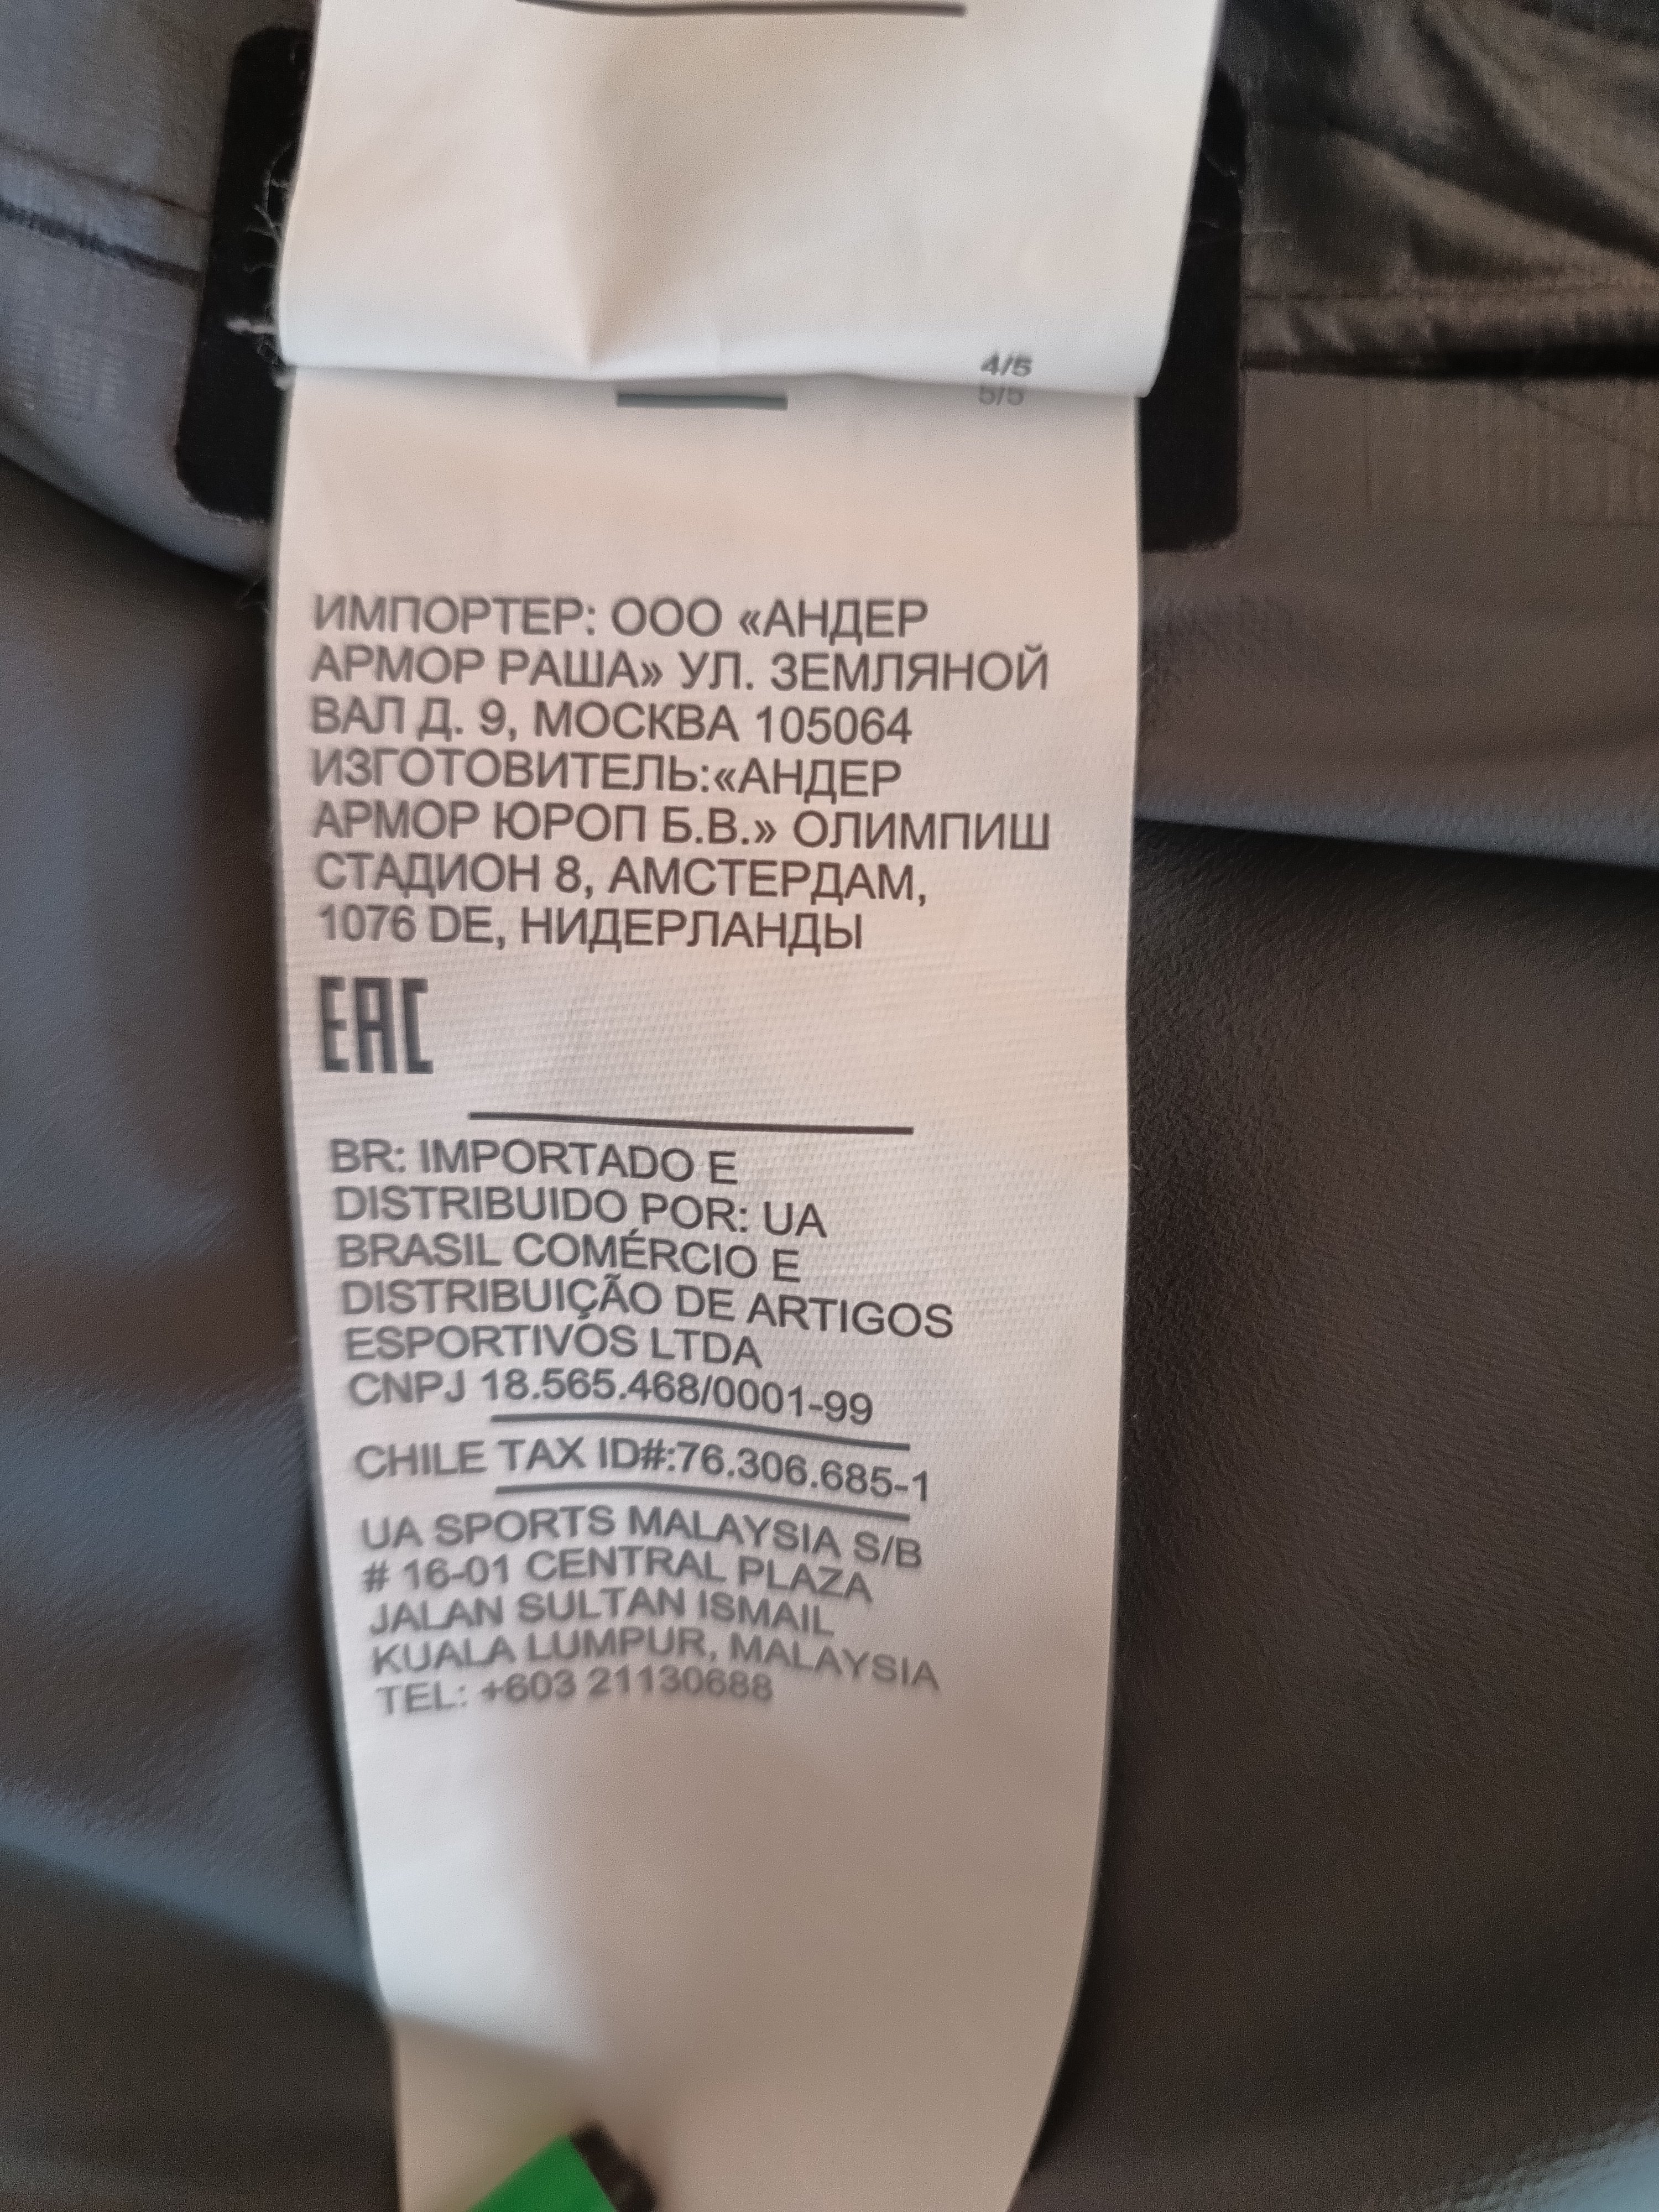 4/5
5/5
ИМПОРТЕР: ООО «АНДЕР
АРМОР РАША» УЛ. ЗЕМЛЯНОЙ
ВАЛ Д. 9, МОСКВА 105064
ИЗГОТОВИТЕЛЬ:«АНДЕР
АРМОР ЮРОП Б.В.» ОЛИМПИШ
СТАДИОН 8, АМСТЕРДАМ,
1076 DE, НИДЕРЛАНДЫ
EAC
BR: IMPORTADO E
DISTRIBUIDO POR: UA
BRASIL COMÉRCIO E
DISTRIBUIÇÃO DE ARTIGOS
ESPORTIVOS LTDA
CNPJ 18.565.468/0001-99
CHILE TAX ID#:76.306.685-1
UA SPORTS MALAYSIA S/B
# 16-01 CENTRAL PLAZA
JALAN SULTAN ISMAIL
KUALA LUMPUR, MALAYSIA
TEL: +603 21130688